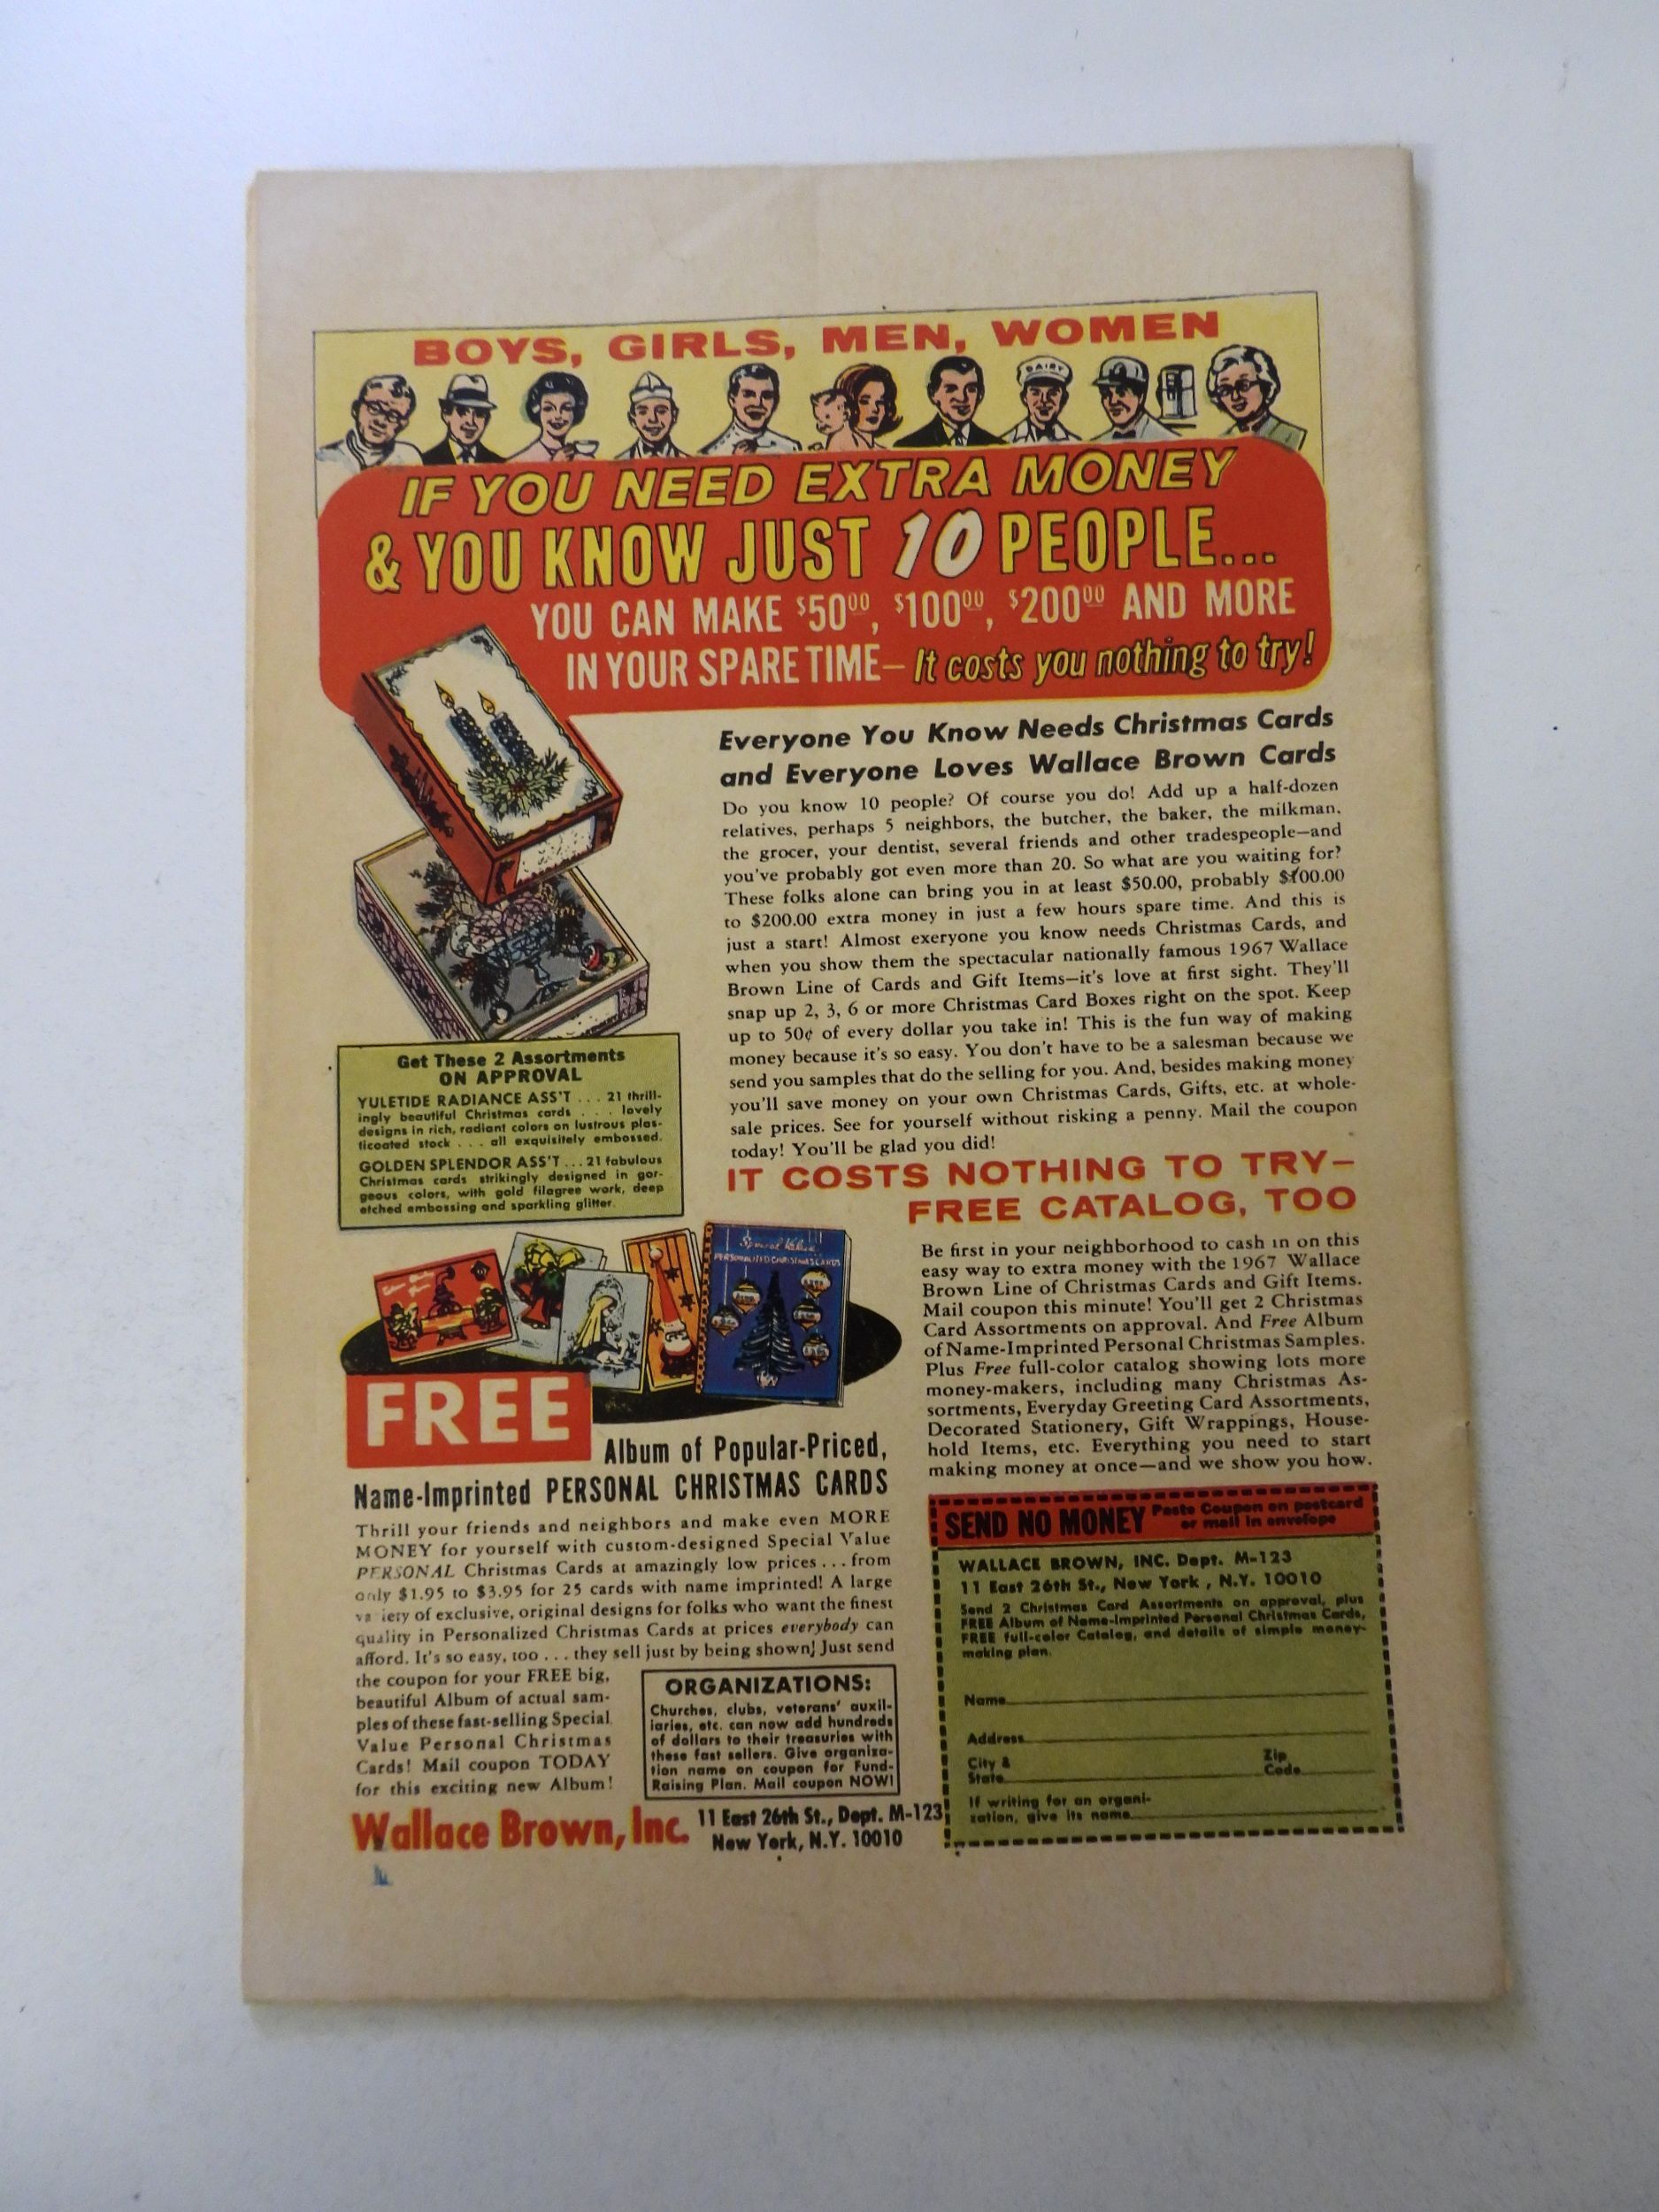 BOYS, GIRLS, MEN, WOMEN
DAIRY
IF YOU NEED EXTRA MONEY
& YOU KNOW JUST 10 PEOPLE...
YOU CAN MAKE $50.00, $100.00, $200.00 AND MORE
IN YOUR SPARE TIME— It costs you nothing to try!
Everyone You Know Needs Christmas Cards
and Everyone Loves Wallace Brown Cards
Do you know 10 people? Of course you do! Add up a half-dozen
relatives, perhaps 5 neighbors, the butcher, the baker, the milkman,
the grocer, your dentist, several friends and other tradespeople—and
you've probably got even more than 20. So what are you waiting for?
These folks alone can bring you in at least $50.00, probably $100.00
to $200.00 extra money in just a few hours spare time. And this is
just a start! Almost exeryone you know needs Christmas Cards, and
when you show them the spectacular nationally famous 1967 Wallace
Brown Line of Cards and Gift Items—it's love at first sight. They'll
snap up 2, 3, 6 or more Christmas Card Boxes right on the spot. Keep
up to 50¢ of every dollar you take in! This is the fun way of making
money because it's so easy. You don't have to be a salesman because we
send you samples that do the selling for you. And, besides making money
you'll save money on your own Christmas Cards, Gifts, etc. at whole-
sale prices. See for yourself without risking a penny. Mail the coupon
today! You'll be glad you did!
Get These 2 Assortments
ON APPROVAL
YULETIDE RADIANCE ASS'T . . . 21 thrill-
ingly beautiful Christmas cards . . . lovely
designs in rich, radiant colors on lustrous plas-
ticoated stock . . . all exquisitely embossed.
GOLDEN SPLENDOR ASS'T . . . 21 fabulous
Christmas cards strikingly designed in gor-
geous colors, with gold filagree work, deep
etched embossing and sparkling glitter.
IT COSTS NOTHING TO TRY—
FREE CATALOG, TOO
Be first in your neighborhood to cash in on this
easy way to extra money with the 1967 Wallace
Brown Line of Christmas Cards and Gift Items.
Mail coupon this minute! You'll get 2 Christmas
Card Assortments on approval. And Free Album
of Name-Imprinted Personal Christmas Samples.
Plus Free full-color catalog showing lots more
money-makers, including many Christmas As-
sortments, Everyday Greeting Card Assortments,
Decorated Stationery, Gift Wrappings, House-
hold Items, etc. Everything you need to start
making money at once—and we show you how.
Special Value
PERSONALIZED CHRISTMAS CARDS
FREE
Album of Popular-Priced,
Name-Imprinted PERSONAL CHRISTMAS CARDS
Thrill your friends and neighbors and make even MORE
MONEY for yourself with custom-designed Special Value
PERSONAL Christmas Cards at amazingly low prices . . . from
only $1.95 to $3.95 for 25 cards with name imprinted! A large
variety of exclusive, original designs for folks who want the finest
quality in Personalized Christmas Cards at prices everybody can
afford. It's so easy, too . . . they sell just by being shown! Just send
the coupon for your FREE big,
beautiful Album of actual sam-
ples of these fast-selling Special
Value Personal Christmas
Cards! Mail coupon TODAY
for this exciting new Album!
ORGANIZATIONS:
Churches, clubs, veterans' auxil-
iaries, etc. can now add hundreds
of dollars to their treasuries with
these fast sellers. Give organiza-
tion name on coupon for Fund-
Raising Plan. Mail coupon NOW!
Wallace Brown, Inc. 11 East 26th St., Dept. M-123
New York, N.Y. 10010
SEND NO MONEY Paste Coupon on postcard
or mail in envelope
WALLACE BROWN, INC. Dept. M-123
11 East 26th St., New York , N.Y. 10010
Send 2 Christmas Card Assortments on approval, plus
FREE Album of Name-Imprinted Personal Christmas Cards,
FREE full-color Catalog, and details of simple money-
making plan.
Name
Address
City & Zip
State Code
If writing for an organi-
zation, give its name